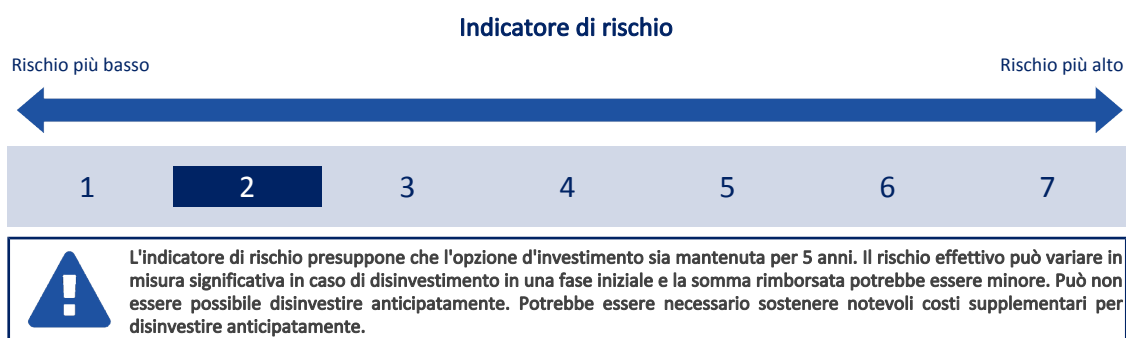 Indicatore di rischio
Rischio più basso
Rischio più alto
1 2 3 4 5 6 7
L'indicatore di rischio presuppone che l'opzione d'investimento sia mantenuta per 5 anni. Il rischio effettivo può variare in
misura significativa in caso di disinvestimento in una fase iniziale e la somma rimborsata potrebbe essere minore. Può non
essere possibile disinvestire anticipatamente. Potrebbe essere necessario sostenere notevoli costi supplementari per
disinvestire anticipatamente.